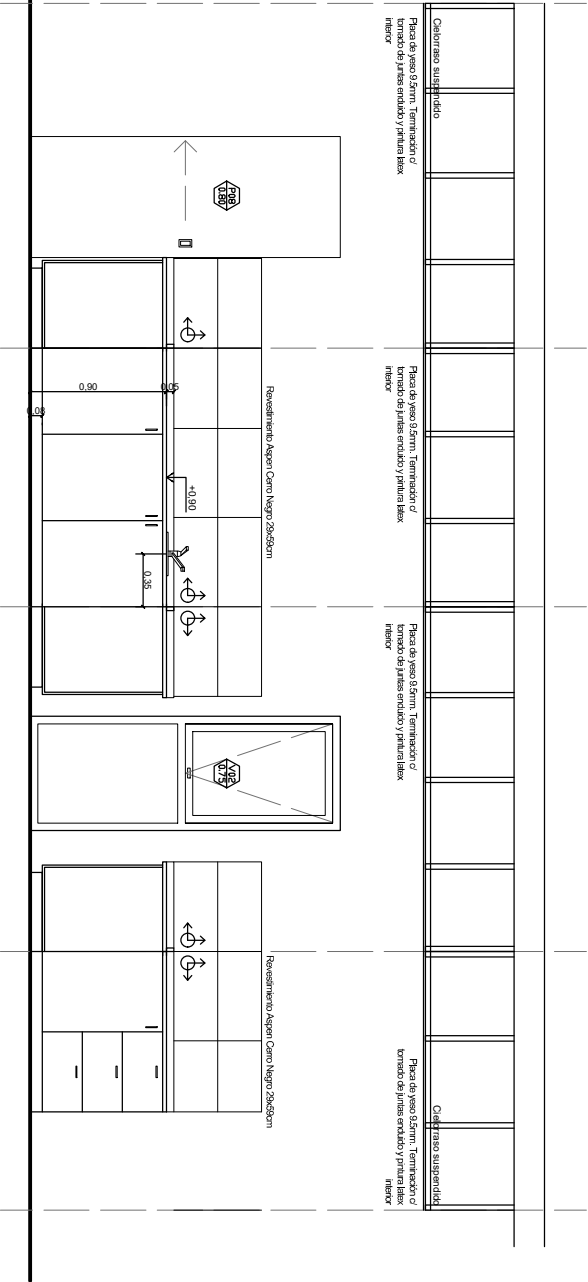 Cielorraso suspendido
Placa de yeso 9.5mm. Terminación c/
tomado de juntas enduido y pintura latex
interior
Placa de yeso 9.5mm. Terminación c/
tomado de juntas enduido y pintura latex
interior
Placa de yeso 9.5mm. Terminación c/
tomado de juntas enduido y pintura latex
interior
Cielorraso suspendido
Placa de yeso 9.5mm. Terminación c/
tomado de juntas enduido y pintura latex
interior
P08
0.80
Revestimiento Aspen Cerro Negro 29x59cm
V02
0.75
Revestimiento Aspen Cerro Negro 29x59cm
0,05
+0,90
0,35
0,90
0,08